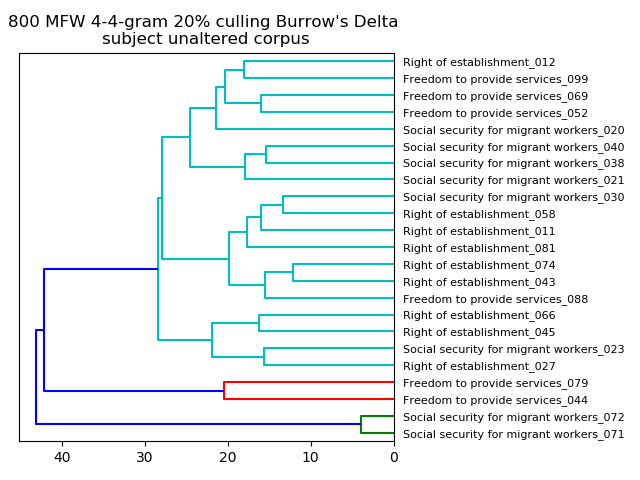 800 MFW 4-4-gram 20% culling Burrow's Delta
subject unaltered corpus
Right of establishment_012
Freedom to provide services_099
Freedom to provide services_069
Freedom to provide services_052
Social security for migrant workers_020
Social security for migrant workers_040
Social security for migrant workers_038
Social security for migrant workers_021
Social security for migrant workers_030
Right of establishment_058
Right of establishment_011
Right of establishment_081
Right of establishment_074
Right of establishment_043
Freedom to provide services_088
Right of establishment_066
Right of establishment_045
Social security for migrant workers_023
Right of establishment_027
Freedom to provide services_079
Freedom to provide services_044
Social security for migrant workers_072
Social security for migrant workers_071
40 30 20 10 0